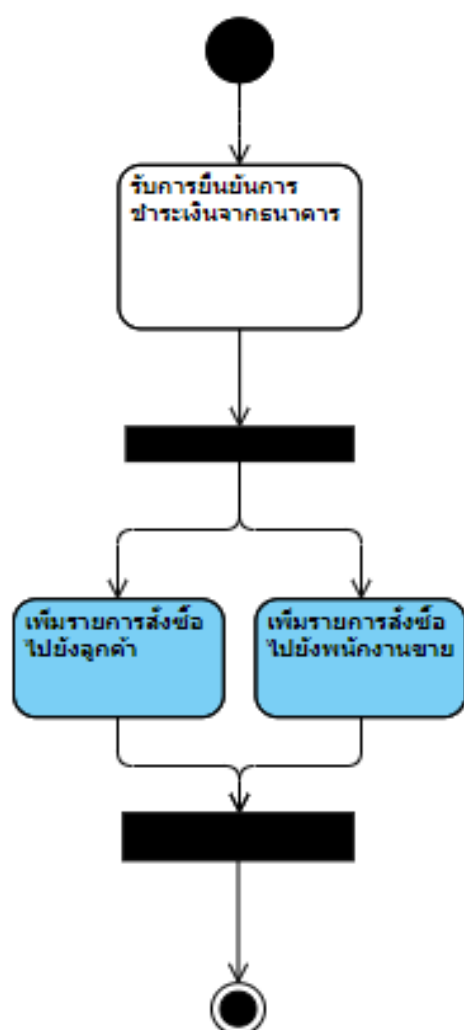 รับการยืนยันการ
ชำระเงินจากธนาคาร
เพิ่มรายการสั่งซื้อ
ไปยังลูกค้า
เพิ่มรายการสั่งซื้อ
ไปยังพนักงานขาย